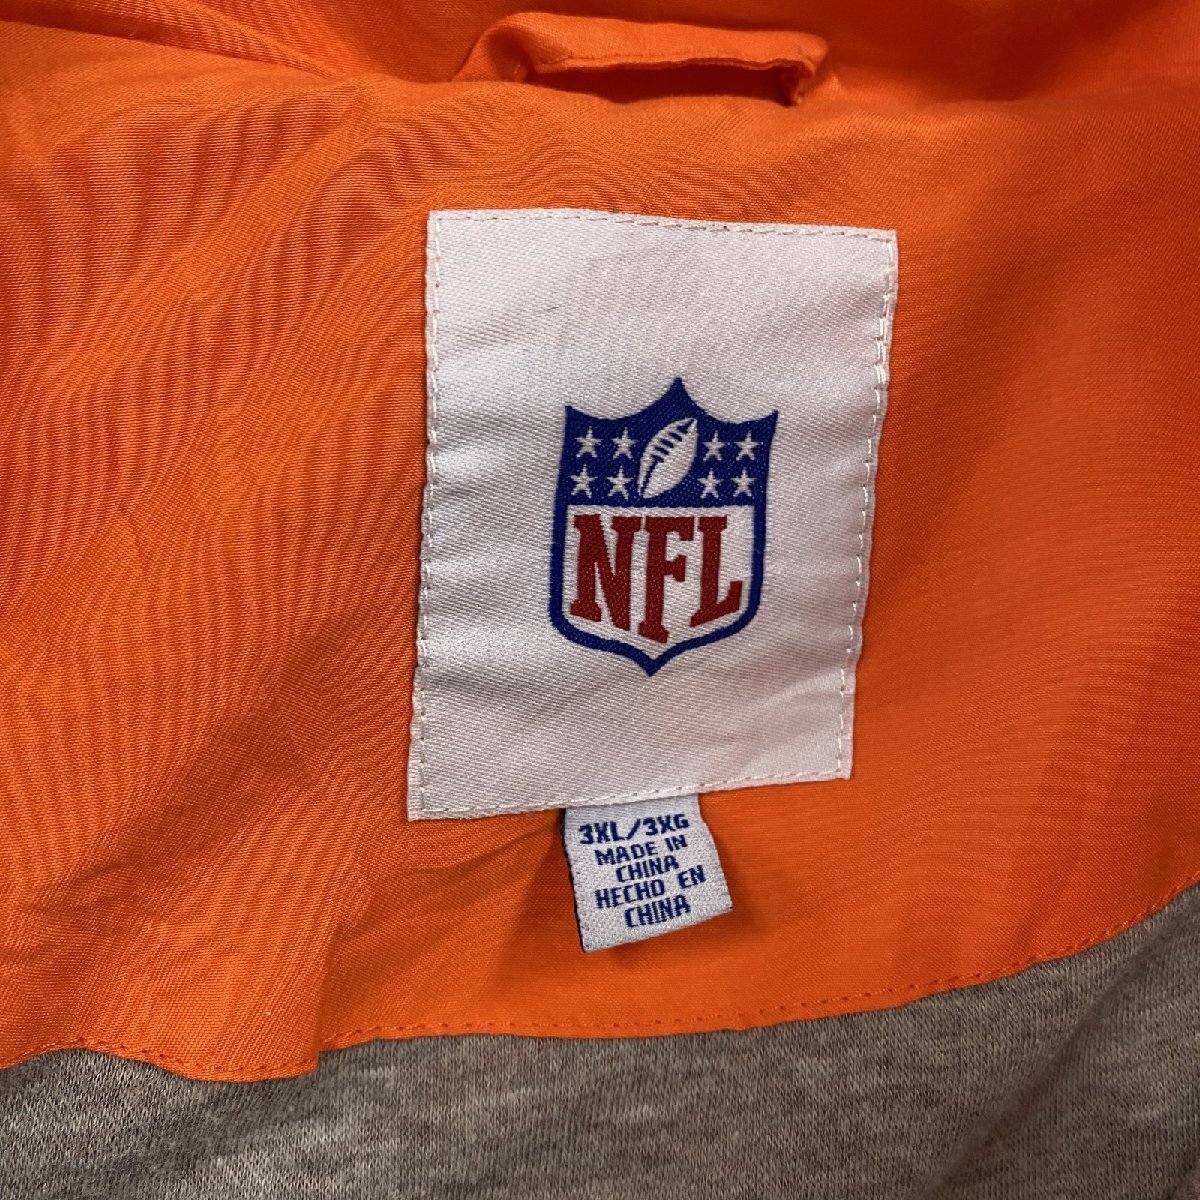 NFL
3XL/3XG
MADE IN
CHINA
HECHO EN
CHINA